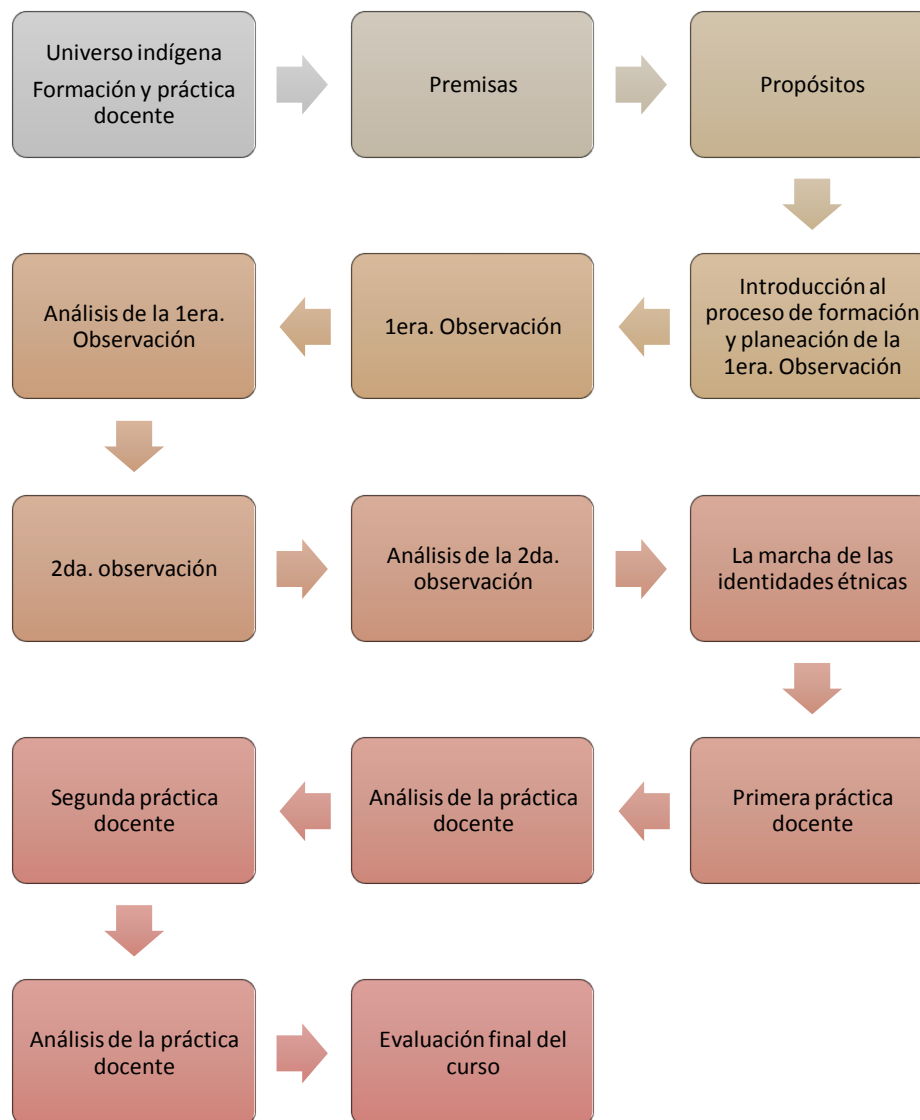 Universo indígena
Formación y práctica
docente
Premisas
Propósitos
Introducción al
proceso de formación
y planeación de la
1era. Observación
1era. Observación
Análisis de la 1era.
Observación
2da. observación
Análisis de la 2da.
observación
La marcha de las
identidades étnicas
Primera práctica
docente
Análisis de la práctica
docente
Segunda práctica
docente
Análisis de la práctica
docente
Evaluación final del
curso